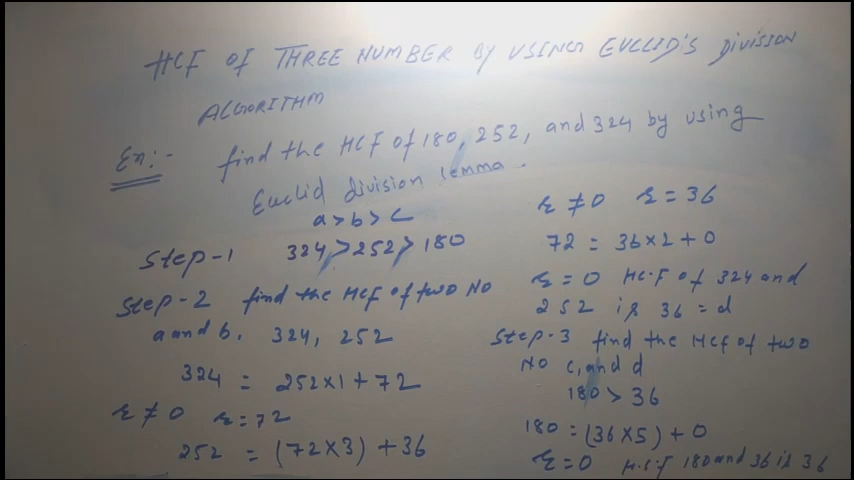 HCF OF THREE NUMBER BY USING EUCLID'S DIVISION
ALGORITHM
Ex:- find the HCF of 180, 252, and 324 by using
Euclid division lemma.
a > b > c
Step-1 324 > 252 > 180
Step-2 find the HCF of two NO
a and b. 324, 252
324 = 252×1 + 72
r ≠ 0 r = 72
252 = (72×3) + 36
r ≠ 0 r = 36
72 = 36×2 + 0
r = 0 H.C.F of 324 and
252 is 36 = d
Step-3 find the HCF of two
NO c, and d
180 > 36
180 = (36×5) + 0
r = 0 H.C.F 180 and 36 is 36